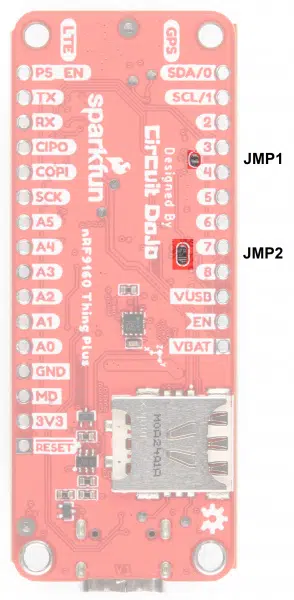 LTE
GPS
PS EN
TX
RX
CIPO
COPI
SCK
A5
A4
A3
A2
A1
A0
GND
MD
3V3
RESET
sparkfun
nRF9160 Thing Plus
Designed By
Circuit Dojo
SDA/0
SCL/1
2
3
4
5
6
7
8
VUSB
EN
VBAT
JMP1
JMP2